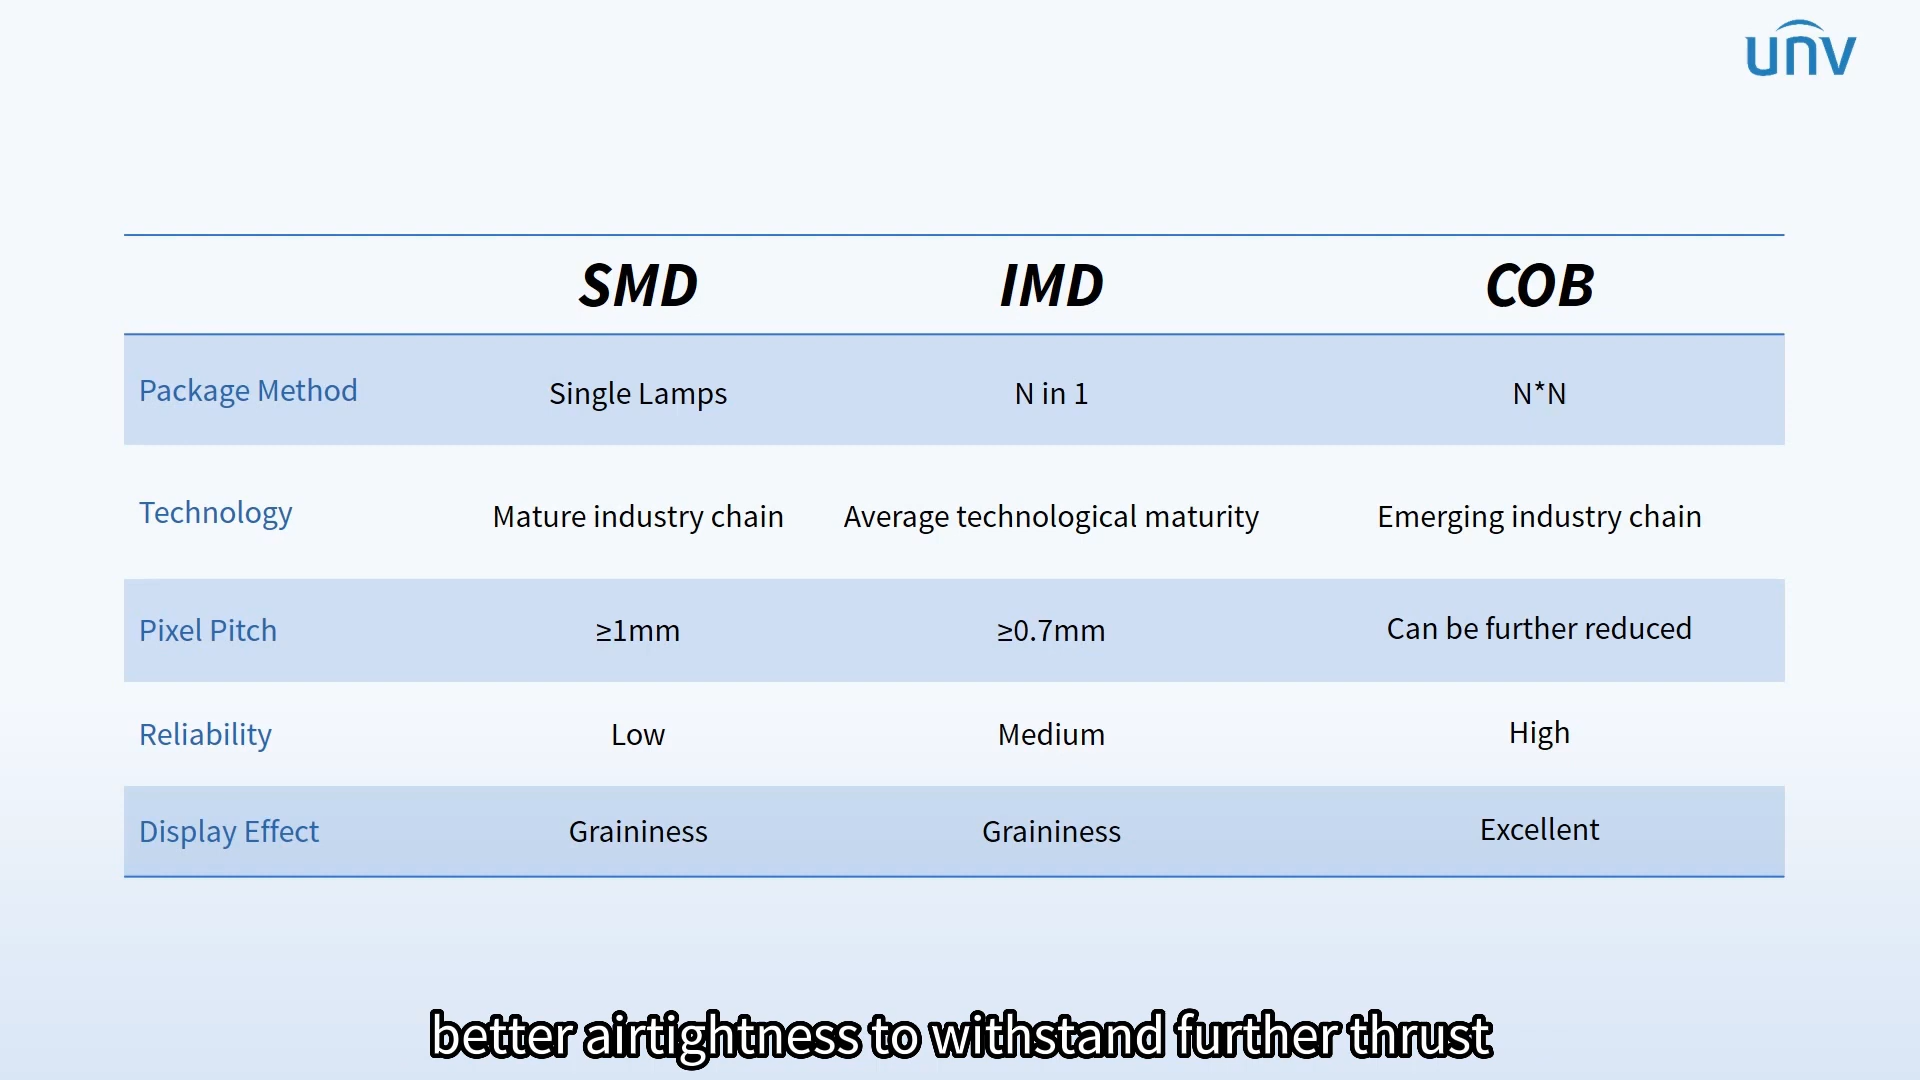 unv
SMD IMD COB
Package Method Single Lamps N in 1 N*N
Technology Mature industry chain Average technological maturity Emerging industry chain
Pixel Pitch ≥1mm ≥0.7mm Can be further reduced
Reliability Low Medium High
Display Effect Graininess Graininess Excellent
better airtightness to withstand further thrust